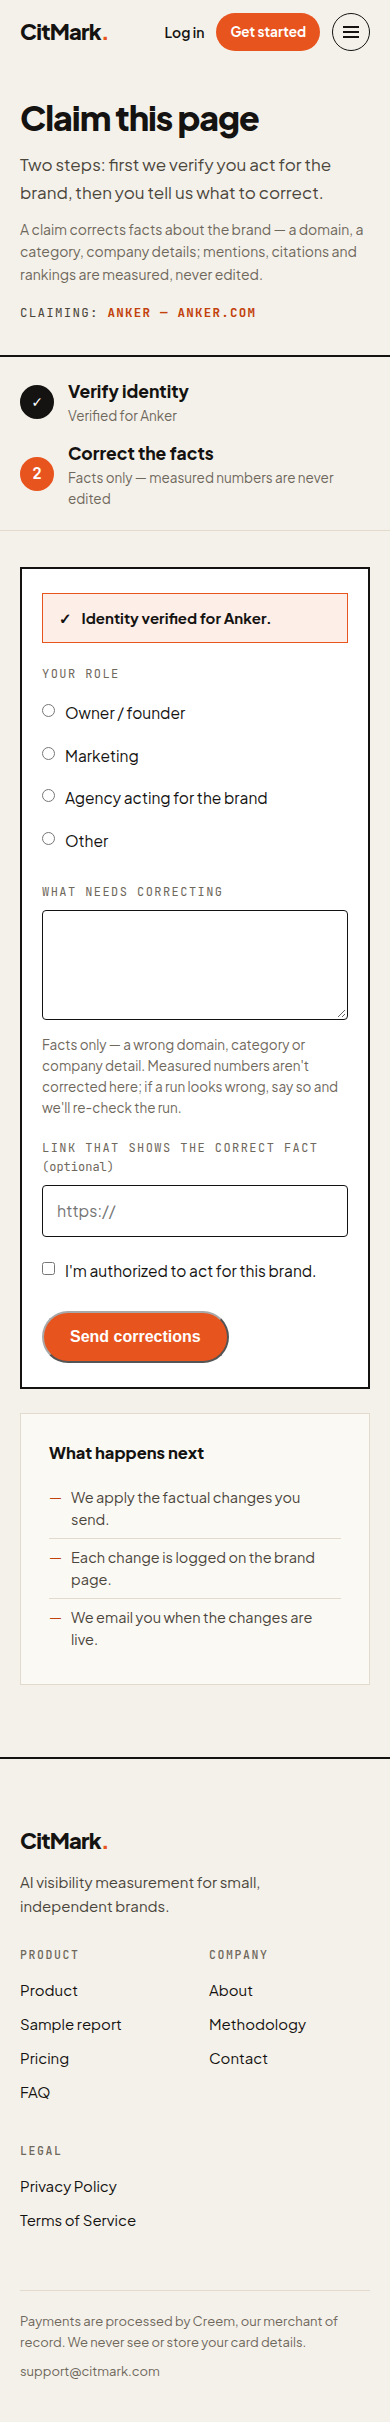 CitMark.
Log in
Get started
Claim this page
Two steps: first we verify you act for the
brand, then you tell us what to correct.
A claim corrects facts about the brand — a domain, a
category, company details; mentions, citations and
rankings are measured, never edited.
CLAIMING: ANKER — ANKER.COM
✓
Verify identity
Verified for Anker
2
Correct the facts
Facts only — measured numbers are never
edited
✓ Identity verified for Anker.
YOUR ROLE
Owner / founder
Marketing
Agency acting for the brand
Other
WHAT NEEDS CORRECTING
Facts only — a wrong domain, category or
company detail. Measured numbers aren't
corrected here; if a run looks wrong, say so and
we'll re-check the run.
LINK THAT SHOWS THE CORRECT FACT
(optional)
https://
I'm authorized to act for this brand.
Send corrections
What happens next
— We apply the factual changes you
send.
— Each change is logged on the brand
page.
— We email you when the changes are
live.
CitMark.
AI visibility measurement for small,
independent brands.
PRODUCT
Product
Sample report
Pricing
FAQ
COMPANY
About
Methodology
Contact
LEGAL
Privacy Policy
Terms of Service
Payments are processed by Creem, our merchant of
record. We never see or store your card details.
support@citmark.com